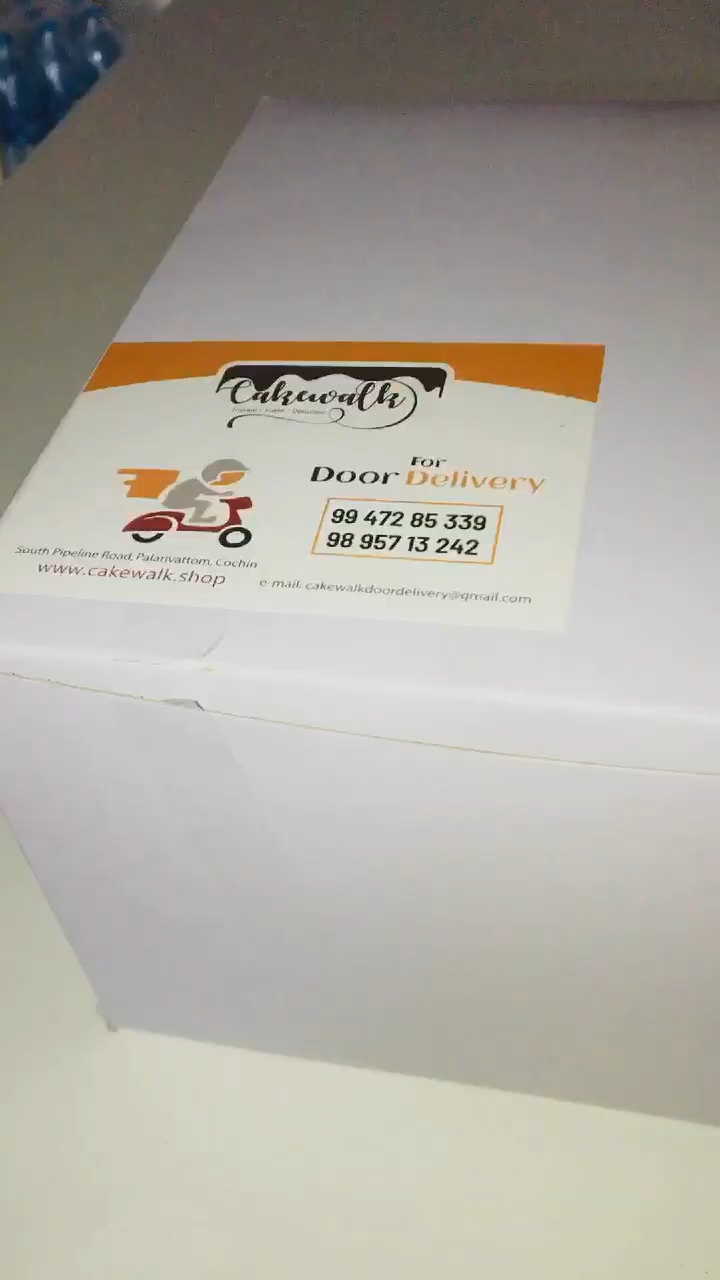 Cakewalk
For
Door Delivery
99 472 85 339
98 957 13 242
South Pipeline Road, Palarivattom, Cochin
www.cakewalk.shop
e-mail: cakewalkdoordelivery@gmail.com